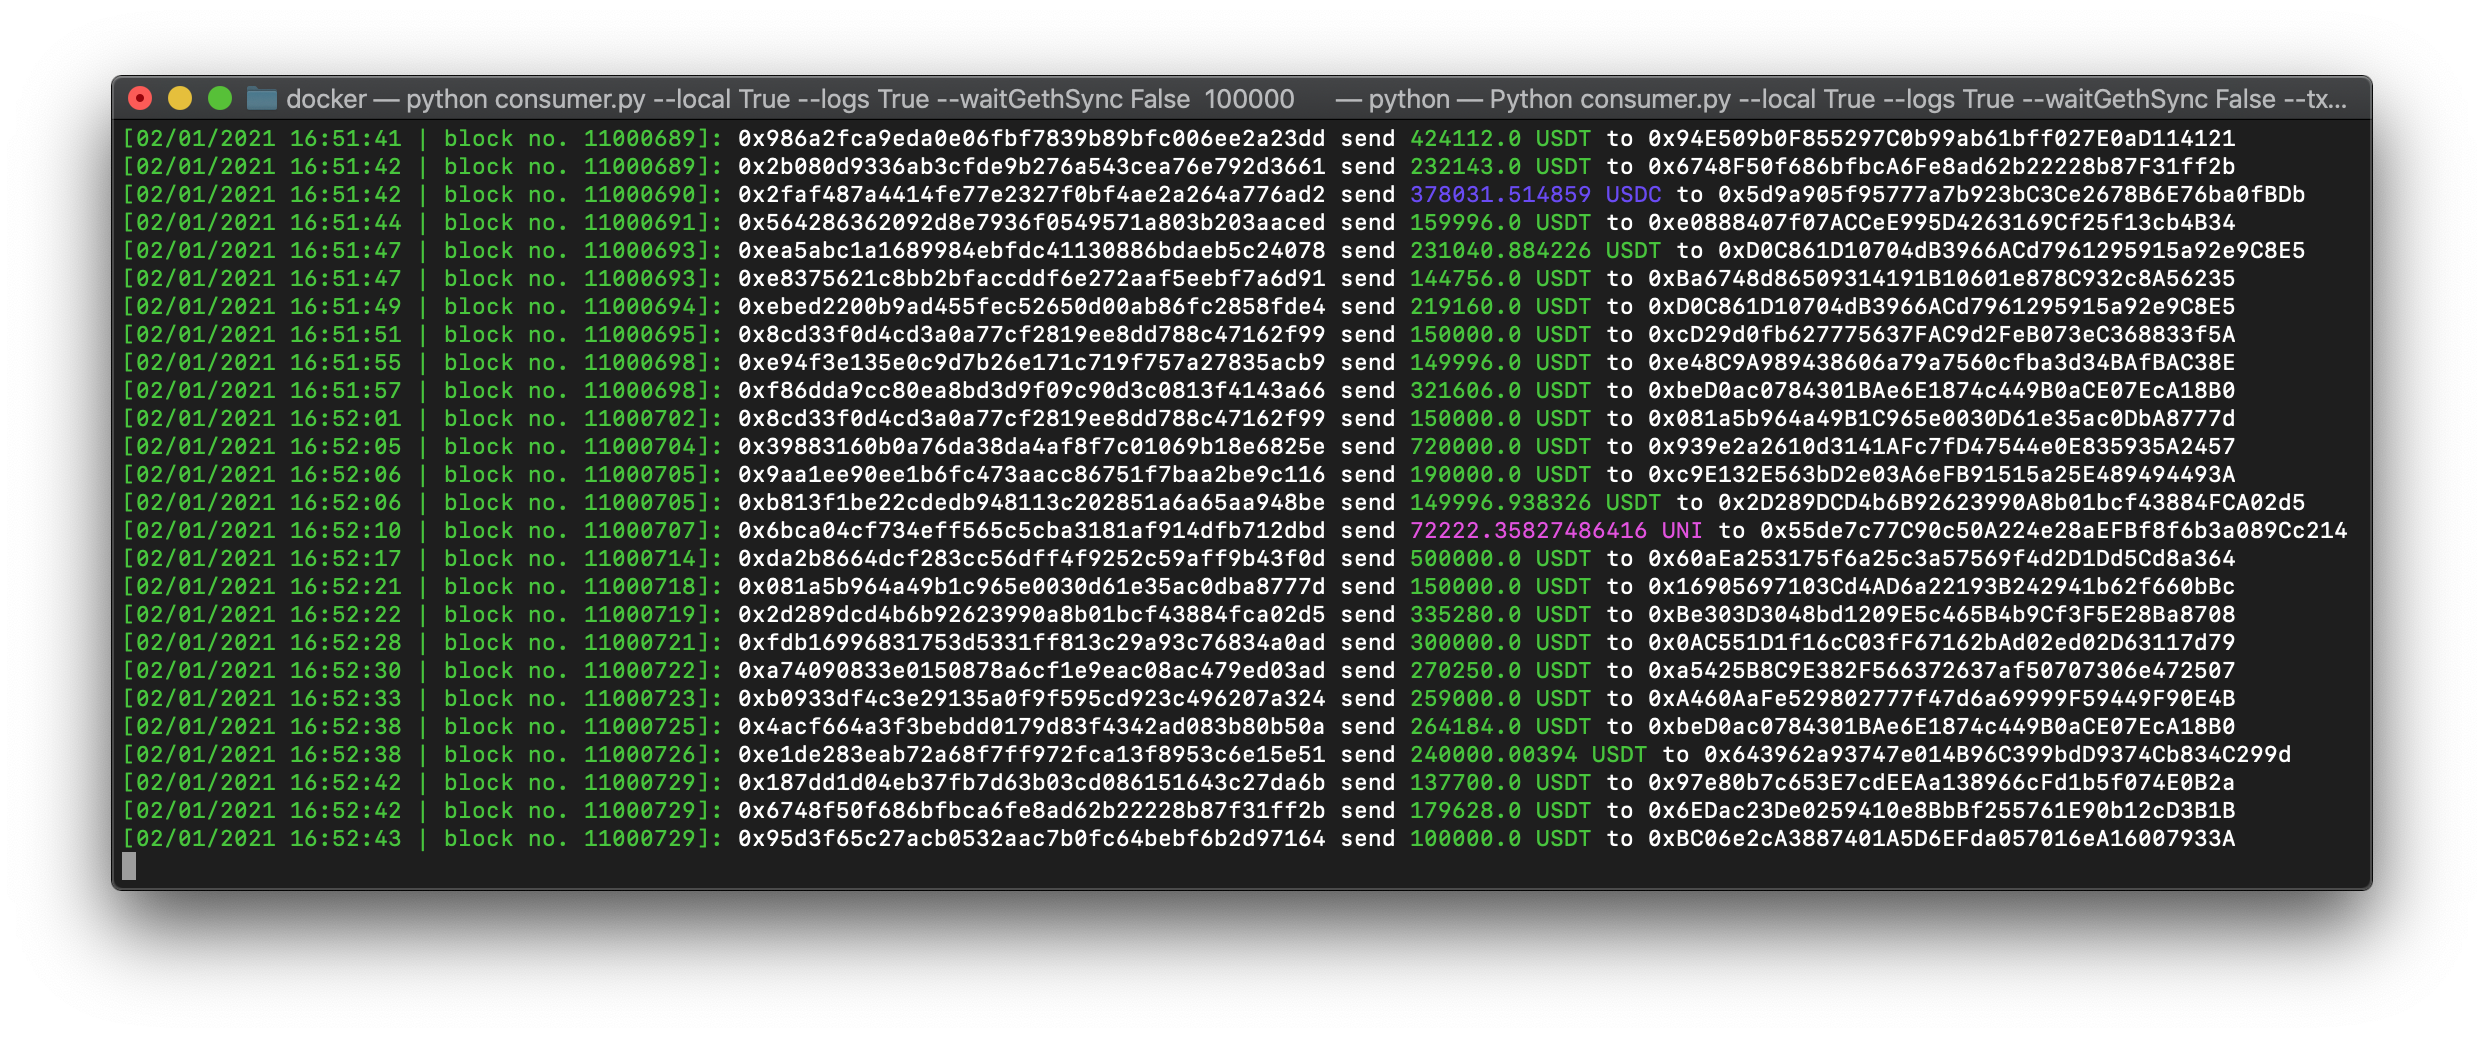 docker — python consumer.py --local True --logs True --waitGethSync False 100000 — python — Python consumer.py --local True --logs True --waitGethSync False --tx...
[02/01/2021 16:51:41 | block no. 11000689]: 0x986a2fca9eda0e06fbf7839b89bfc006ee2a23dd send 424112.0 USDT to 0x94E509b0F855297C0b99ab61bff027E0aD114121
[02/01/2021 16:51:42 | block no. 11000689]: 0x2b080d9336ab3cfde9b276a543cea76e792d3661 send 232143.0 USDT to 0x6748F50f686bfbcA6Fe8ad62b22228b87F31ff2b
[02/01/2021 16:51:42 | block no. 11000690]: 0x2faf487a4414fe77e2327f0bf4ae2a264a776ad2 send 378031.514859 USDC to 0x5d9a905f95777a7b923bC3Ce2678B6E76ba0fBDb
[02/01/2021 16:51:44 | block no. 11000691]: 0x564286362092d8e7936f0549571a803b203aaced send 159996.0 USDT to 0xe0888407f07ACCeE995D4263169Cf25f13cb4B34
[02/01/2021 16:51:47 | block no. 11000693]: 0xea5abc1a1689984ebfdc41130886bdaeb5c24078 send 231040.884226 USDT to 0xD0C861D10704dB3966ACd7961295915a92e9C8E5
[02/01/2021 16:51:47 | block no. 11000693]: 0xe8375621c8bb2bfaccddf6e272aaf5eebf7a6d91 send 144756.0 USDT to 0xBa6748d86509314191B10601e878C932c8A56235
[02/01/2021 16:51:49 | block no. 11000694]: 0xebed2200b9ad455fec52650d00ab86fc2858fde4 send 219160.0 USDT to 0xD0C861D10704dB3966ACd7961295915a92e9C8E5
[02/01/2021 16:51:51 | block no. 11000695]: 0x8cd33f0d4cd3a0a77cf2819ee8dd788c47162f99 send 150000.0 USDT to 0xcD29d0fb627775637FAC9d2FeB073eC368833f5A
[02/01/2021 16:51:55 | block no. 11000698]: 0xe94f3e135e0c9d7b26e171c719f757a27835acb9 send 149996.0 USDT to 0xe48C9A989438606a79a7560cfba3d34BAfBAC38E
[02/01/2021 16:51:57 | block no. 11000698]: 0xf86dda9cc80ea8bd3d9f09c90d3c0813f4143a66 send 321606.0 USDT to 0xbeD0ac0784301BAe6E1874c449B0aCE07EcA18B0
[02/01/2021 16:52:01 | block no. 11000702]: 0x8cd33f0d4cd3a0a77cf2819ee8dd788c47162f99 send 150000.0 USDT to 0x081a5b964a49B1C965e0030D61e35ac0DbA8777d
[02/01/2021 16:52:05 | block no. 11000704]: 0x39883160b0a76da38da4af8f7c01069b18e6825e send 720000.0 USDT to 0x939e2a2610d3141AFc7fD47544e0E835935A2457
[02/01/2021 16:52:06 | block no. 11000705]: 0x9aa1ee90ee1b6fc473aacc86751f7baa2be9c116 send 190000.0 USDT to 0xc9E132E563bD2e03A6eFB91515a25E489494493A
[02/01/2021 16:52:06 | block no. 11000705]: 0xb813f1be22cdedb948113c202851a6a65aa948be send 149996.938326 USDT to 0x2D289DCD4b6B92623990A8b01bcf43884FCA02d5
[02/01/2021 16:52:10 | block no. 11000707]: 0x6bca04cf734eff565c5cba3181af914dfb712dbd send 72222.35827486416 UNI to 0x55de7c77C90c50A224e28aEFBf8f6b3a089Cc214
[02/01/2021 16:52:17 | block no. 11000714]: 0xda2b8664dcf283cc56dff4f9252c59aff9b43f0d send 500000.0 USDT to 0x60aEa253175f6a25c3a57569f4d2D1Dd5Cd8a364
[02/01/2021 16:52:21 | block no. 11000718]: 0x081a5b964a49b1c965e0030d61e35ac0dba8777d send 150000.0 USDT to 0x16905697103Cd4AD6a22193B242941b62f660bBc
[02/01/2021 16:52:22 | block no. 11000719]: 0x2d289dcd4b6b92623990a8b01bcf43884fca02d5 send 335280.0 USDT to 0xBe303D3048bd1209E5c465B4b9Cf3F5E28Ba8708
[02/01/2021 16:52:28 | block no. 11000721]: 0xfdb16996831753d5331ff813c29a93c76834a0ad send 300000.0 USDT to 0x0AC551D1f16cC03fF67162bAd02ed02D63117d79
[02/01/2021 16:52:30 | block no. 11000722]: 0xa74090833e0150878a6cf1e9eac08ac479ed03ad send 270250.0 USDT to 0xa5425B8C9E382F566372637af50707306e472507
[02/01/2021 16:52:33 | block no. 11000723]: 0xb0933df4c3e29135a0f9f595cd923c496207a324 send 259000.0 USDT to 0xA460AaFe529802777f47d6a69999F59449F90E4B
[02/01/2021 16:52:38 | block no. 11000725]: 0x4acf664a3f3bebdd0179d83f4342ad083b80b50a send 264184.0 USDT to 0xbeD0ac0784301BAe6E1874c449B0aCE07EcA18B0
[02/01/2021 16:52:38 | block no. 11000726]: 0xe1de283eab72a68f7ff972fca13f8953c6e15e51 send 240000.00394 USDT to 0x643962a93747e014B96C399bdD9374Cb834C299d
[02/01/2021 16:52:42 | block no. 11000729]: 0x187dd1d04eb37fb7d63b03cd086151643c27da6b send 137700.0 USDT to 0x97e80b7c653E7cdEEAa138966cFd1b5f074E0B2a
[02/01/2021 16:52:42 | block no. 11000729]: 0x6748f50f686bfbca6fe8ad62b22228b87f31ff2b send 179628.0 USDT to 0x6EDac23De0259410e8BbBf255761E90b12cD3B1B
[02/01/2021 16:52:43 | block no. 11000729]: 0x95d3f65c27acb0532aac7b0fc64bebf6b2d97164 send 100000.0 USDT to 0xBC06e2cA3887401A5D6EFda057016eA16007933A